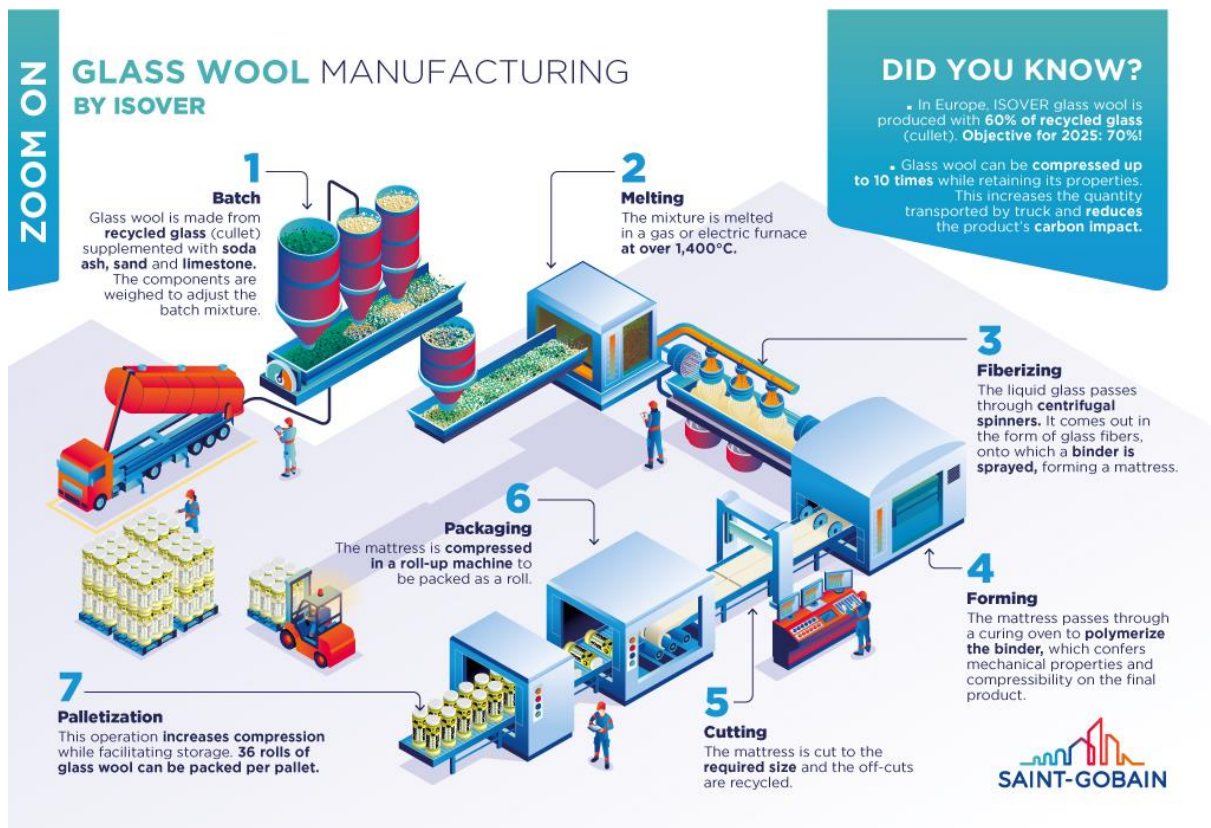 ZOOM ON
GLASS WOOL MANUFACTURING
BY ISOVER
DID YOU KNOW?
▪ In Europe, ISOVER glass wool is
produced with 60% of recycled glass
(cullet). Objective for 2025: 70%!
▪ Glass wool can be compressed up
to 10 times while retaining its properties.
This increases the quantity
transported by truck and reduces
the product's carbon impact.
1
Batch
Glass wool is made from
recycled glass (cullet)
supplemented with soda
ash, sand and limestone.
The components are
weighed to adjust the
batch mixture.
2
Melting
The mixture is melted
in a gas or electric furnace
at over 1,400°C.
3
Fiberizing
The liquid glass passes
through centrifugal
spinners. It comes out in
the form of glass fibers,
onto which a binder is
sprayed, forming a mattress.
4
Forming
The mattress passes through
a curing oven to polymerize
the binder, which confers
mechanical properties and
compressibility on the final
product.
5
Cutting
The mattress is cut to the
required size and the off-cuts
are recycled.
6
Packaging
The mattress is compressed
in a roll-up machine to
be packed as a roll.
7
Palletization
This operation increases compression
while facilitating storage. 36 rolls of
glass wool can be packed per pallet.
SAINT-GOBAIN